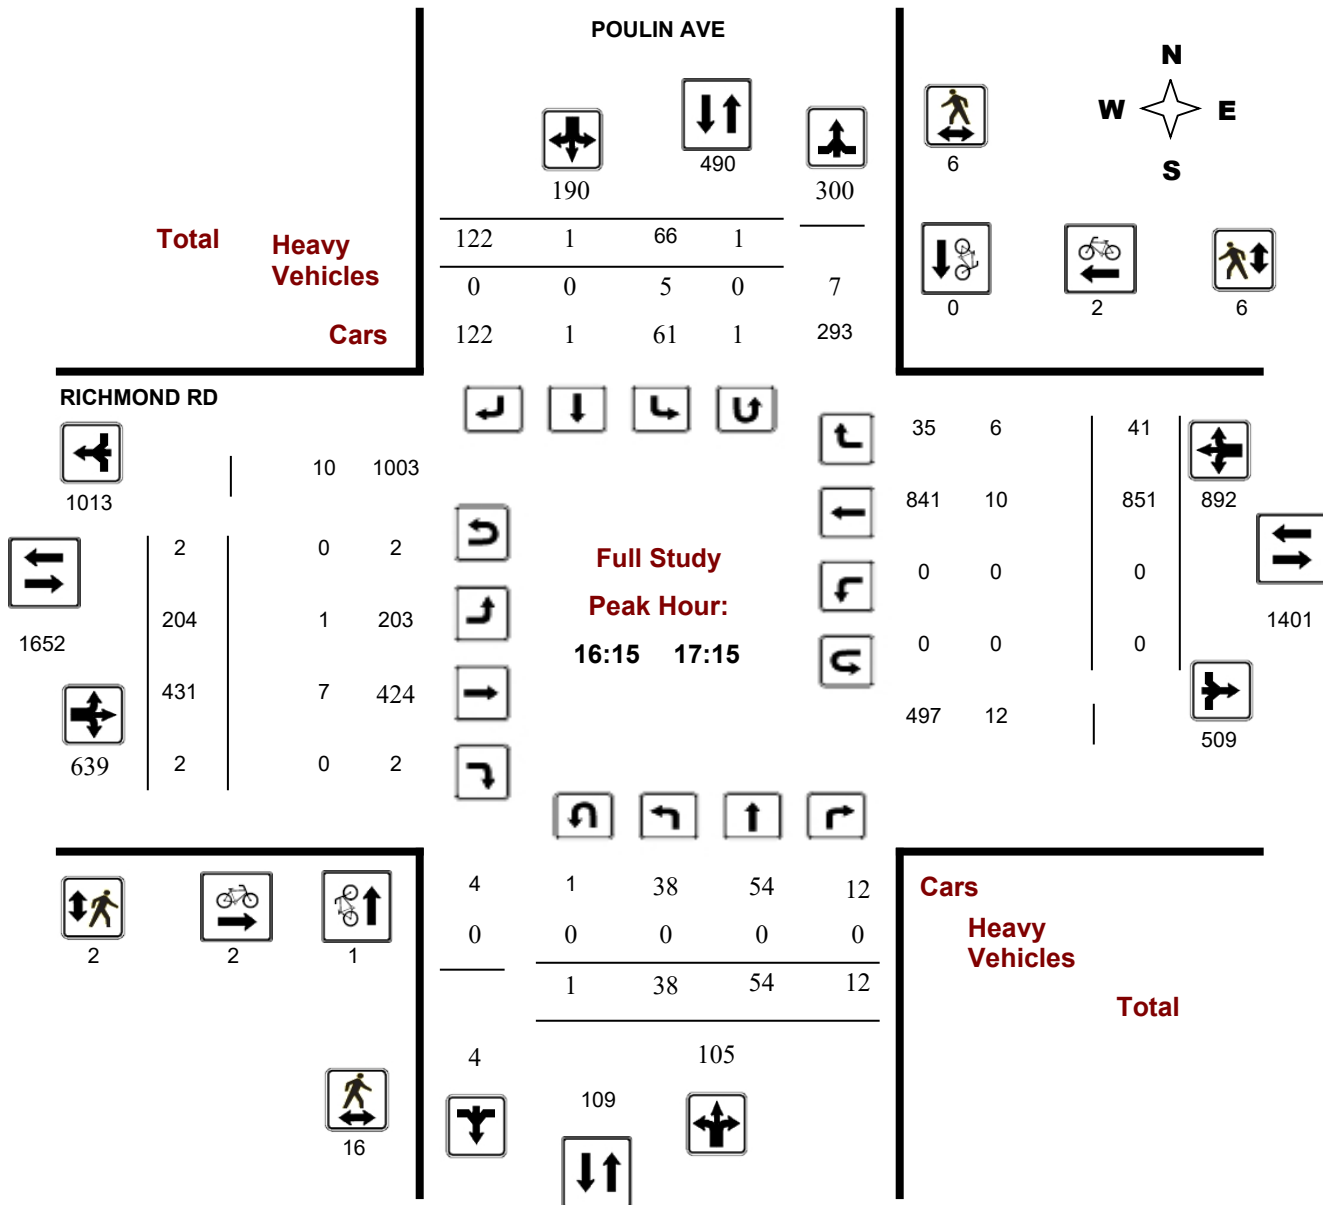 POULIN AVE
N
W E
S
190
490
300
6
Total
Heavy
Vehicles
Cars
122 1 66 1
0 0 5 0 7
122 1 61 1 293
0 2 6
RICHMOND RD
1013
10 1003
2 0 2
204 1 203
431 7 424
2 0 2
1652
639
Full Study
Peak Hour:
16:15 17:15
35 6 41
841 10 851 892
0 0 0
0 0 0
497 12
1401
509
2 2 1
16
4 1 38 54 12
0 0 0 0 0
1 38 54 12
4 105
109
Cars
Heavy
Vehicles
Total